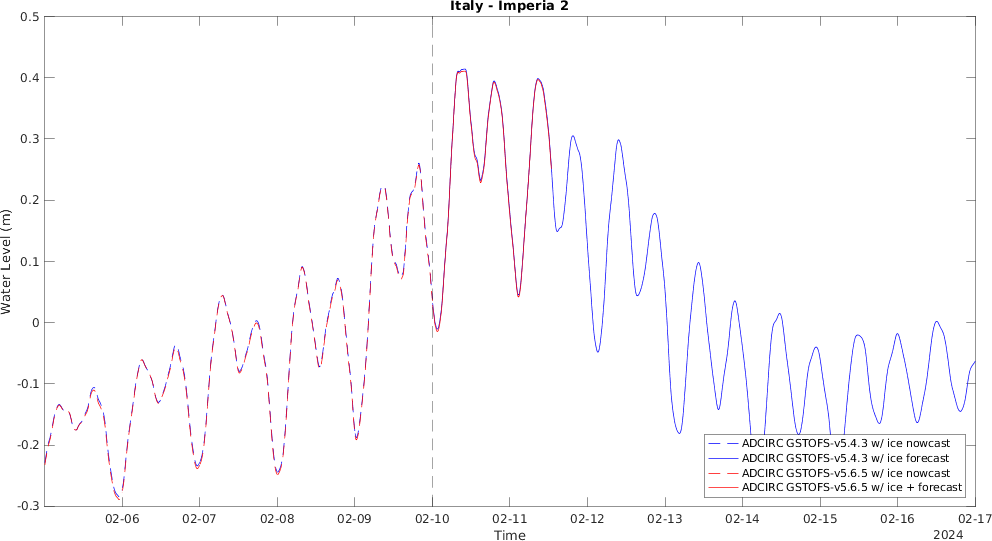 Italy - Imperia 2
0.5
0.4
0.3
0.2
0.1
0
-0.1
-0.2
-0.3
Water Level (m)
02-06 02-07 02-08 02-09 02-10 02-11 02-12 02-13 02-14 02-15 02-16 02-17
Time
2024
ADCIRC GSTOFS-v5.4.3 w/ ice nowcast
ADCIRC GSTOFS-v5.4.3 w/ ice forecast
ADCIRC GSTOFS-v5.6.5 w/ ice nowcast
ADCIRC GSTOFS-v5.6.5 w/ ice + forecast